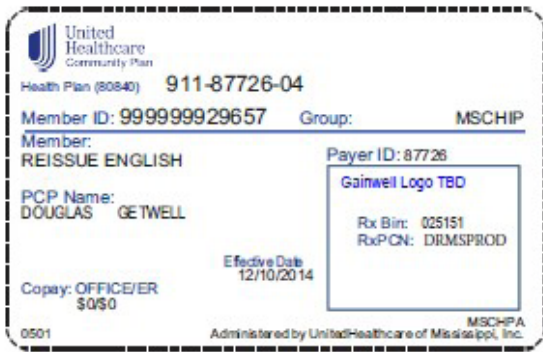 United
Healthcare
Community Plan
Health Plan (80840) 911-87726-04
Member ID: 999999929657 Group: MSCHIP
Member:
REISSUE ENGLISH
Payer ID: 87726
Gainwell Logo TBD
PCP Name:
DOUGLAS GETWELL
Rx Bin: 025151
RxPCN: DRMSPROD
Effective Date
12/10/2014
Copay: OFFICE/ER
$0/$0
MSCHPA
0501 Administered by UnitedHealthcare of Mississippi, Inc.